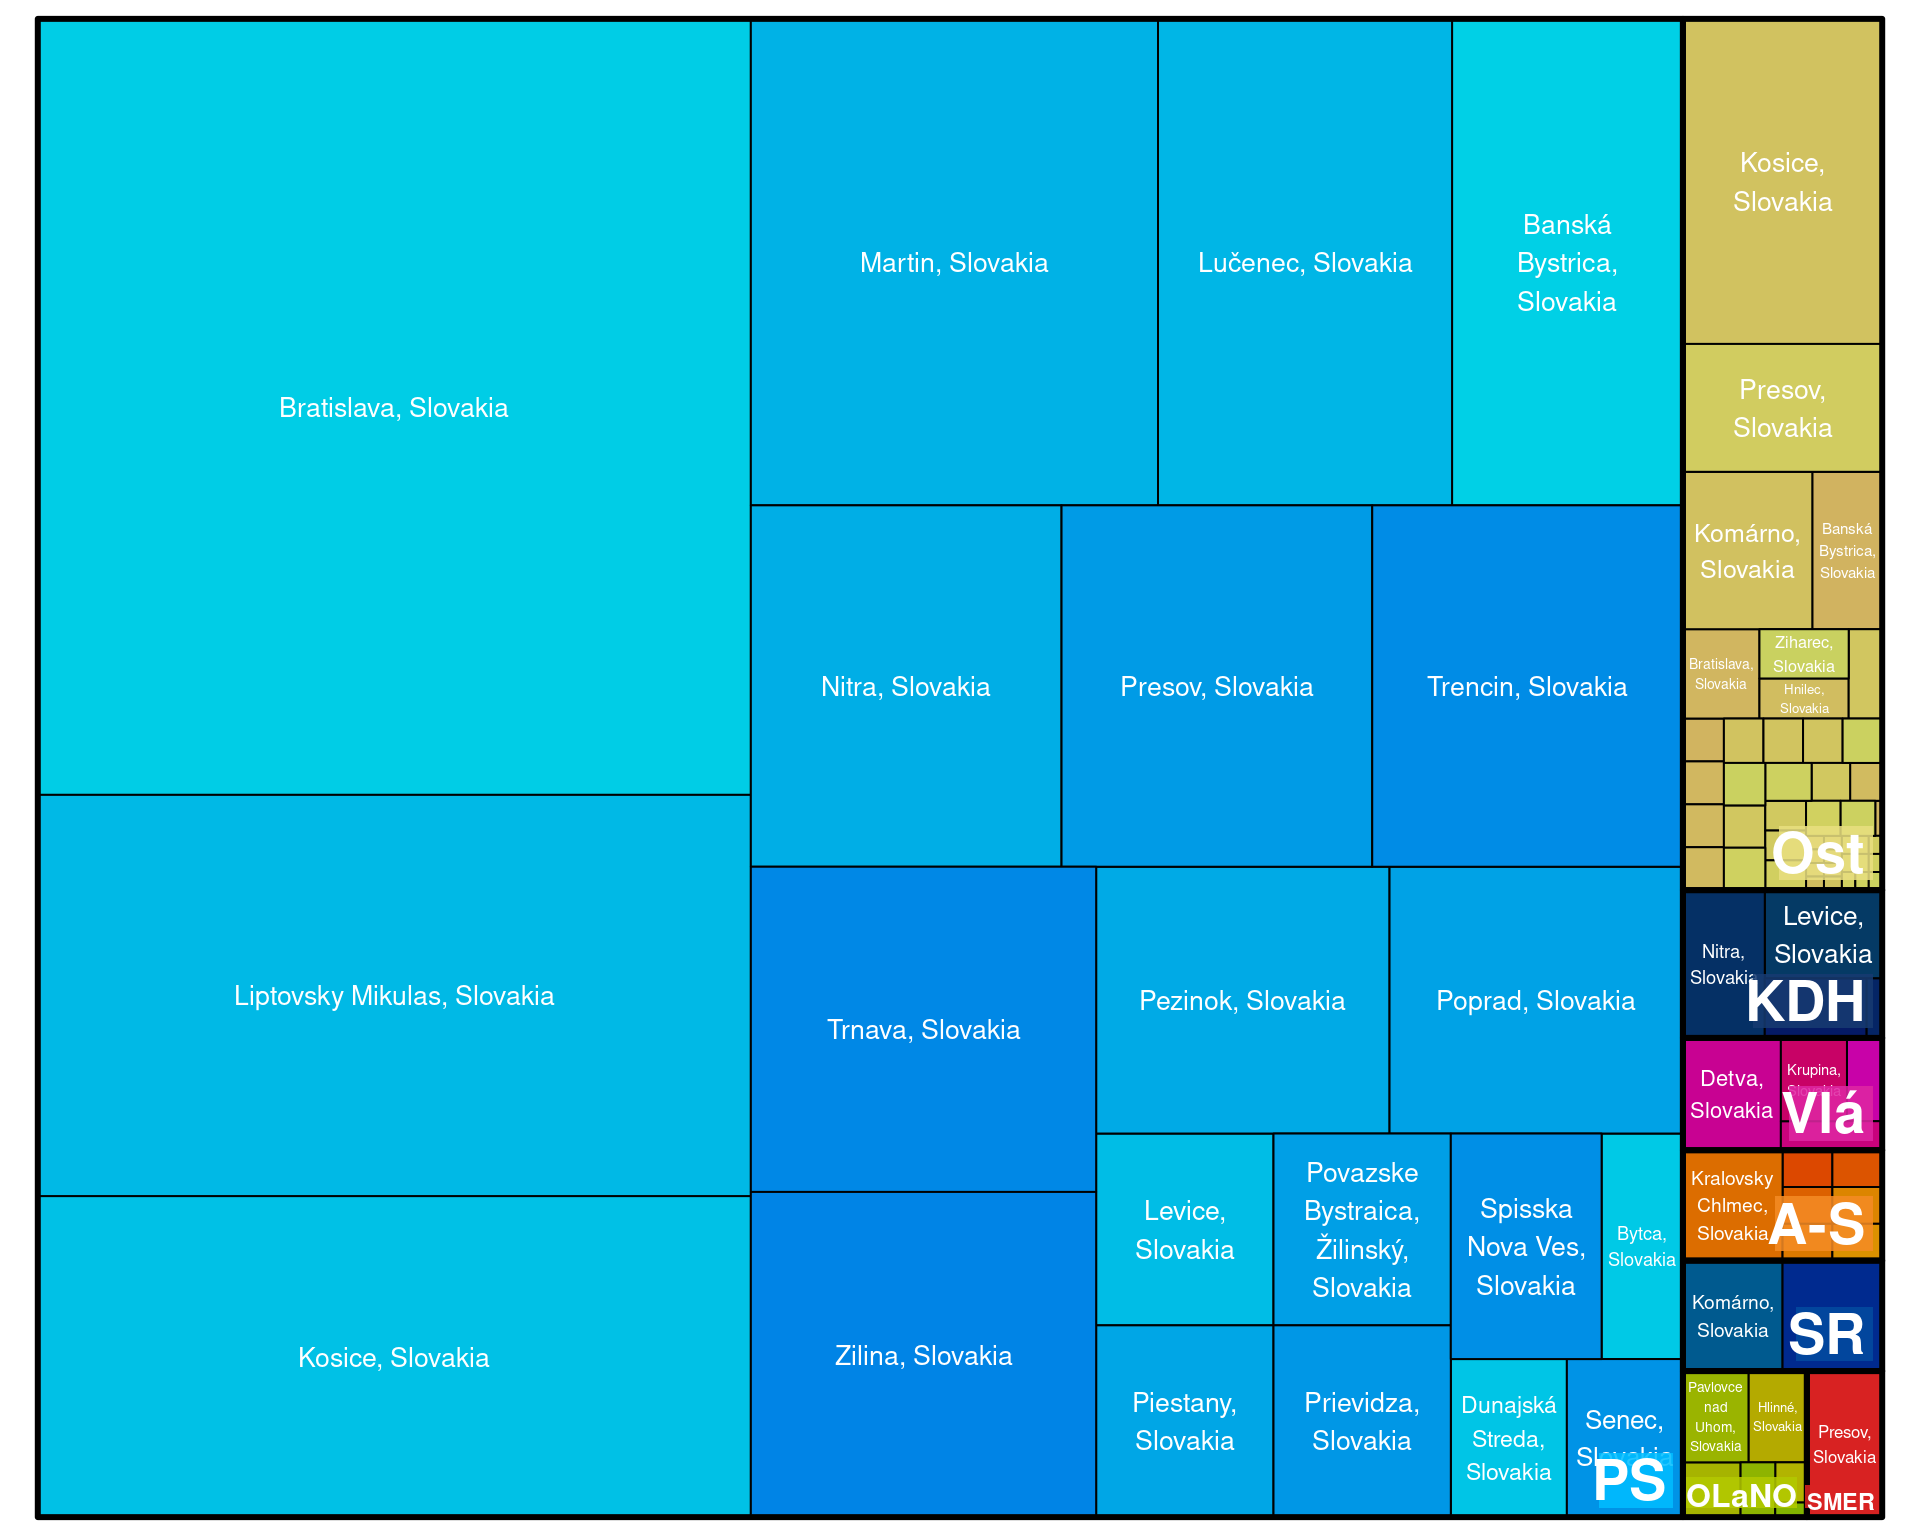 Bratislava, Slovakia
Liptovsky Mikulas, Slovakia
Kosice, Slovakia
Martin, Slovakia
Lučenec, Slovakia
Banská
Bystrica,
Slovakia
Nitra, Slovakia
Presov, Slovakia
Trencin, Slovakia
Trnava, Slovakia
Zilina, Slovakia
Pezinok, Slovakia
Poprad, Slovakia
Levice,
Slovakia
Povazske
Bystraica,
Žilinský,
Slovakia
Spisska
Nova Ves,
Slovakia
Bytca,
Slovakia
Piestany,
Slovakia
Prievidza,
Slovakia
Dunajská
Streda,
Slovakia
Senec,
Slovakia
PS
Kosice,
Slovakia
Presov,
Slovakia
Komárno,
Slovakia
Banská
Bystrica,
Slovakia
Bratislava,
Slovakia
Ziharec,
Slovakia
Hnilec,
Slovakia
Ost
Nitra,
Slovakia
Levice,
Slovakia
KDH
Detva,
Slovakia
Krupina,
Slovakia
Vlá
Kralovsky
Chlmec,
Slovakia
A-S
Komárno,
Slovakia
SR
Pavlovce
nad
Uhom,
Slovakia
Hlinné,
Slovakia
OLaNO
Presov,
Slovakia
SMER